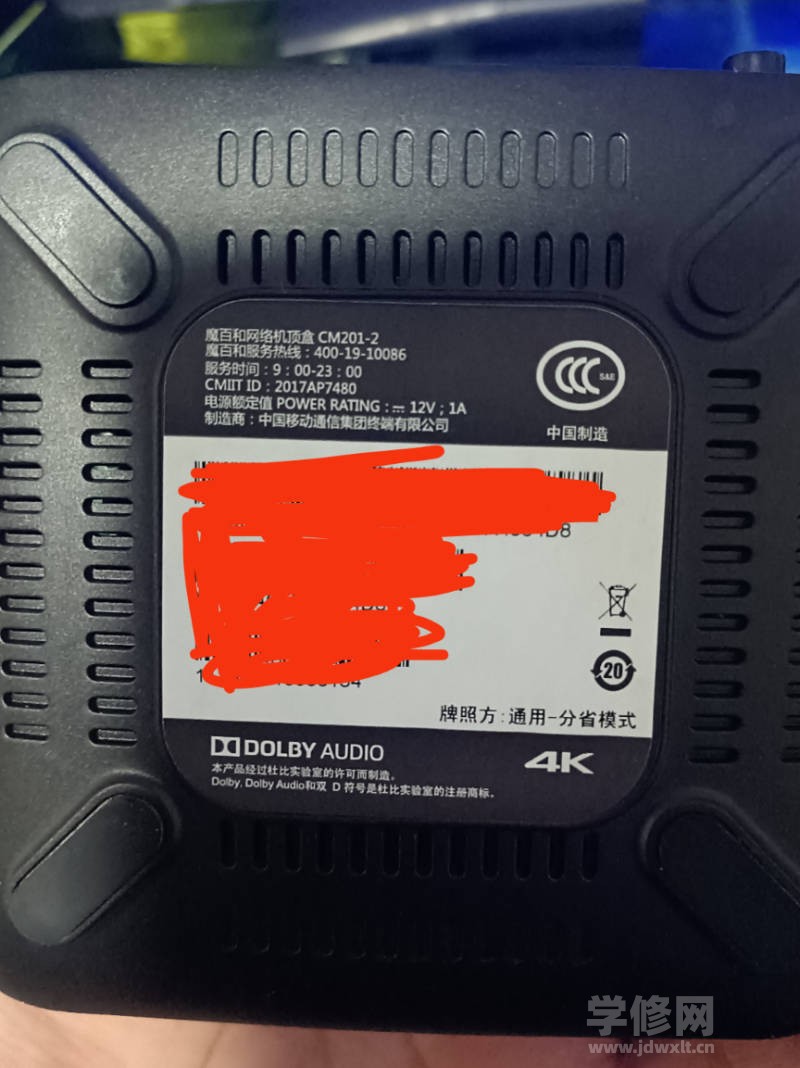 魔百和网络机顶盒 CM201-2
魔百和服务热线：400-19-10086
服务时间：9：00-23：00
CMIIT ID：2017AP7480
电源额定值 POWER RATING：⎓ 12V；1A
制造商：中国移动通信集团终端有限公司
S&E
中国制造
20
牌照方:通用-分省模式
DOLBY AUDIO
4K
本产品经过杜比实验室的许可而制造。
Dolby, Dolby Audio和双 D 符号是杜比实验室的注册商标。
学修网
www.jdwxlt.cn